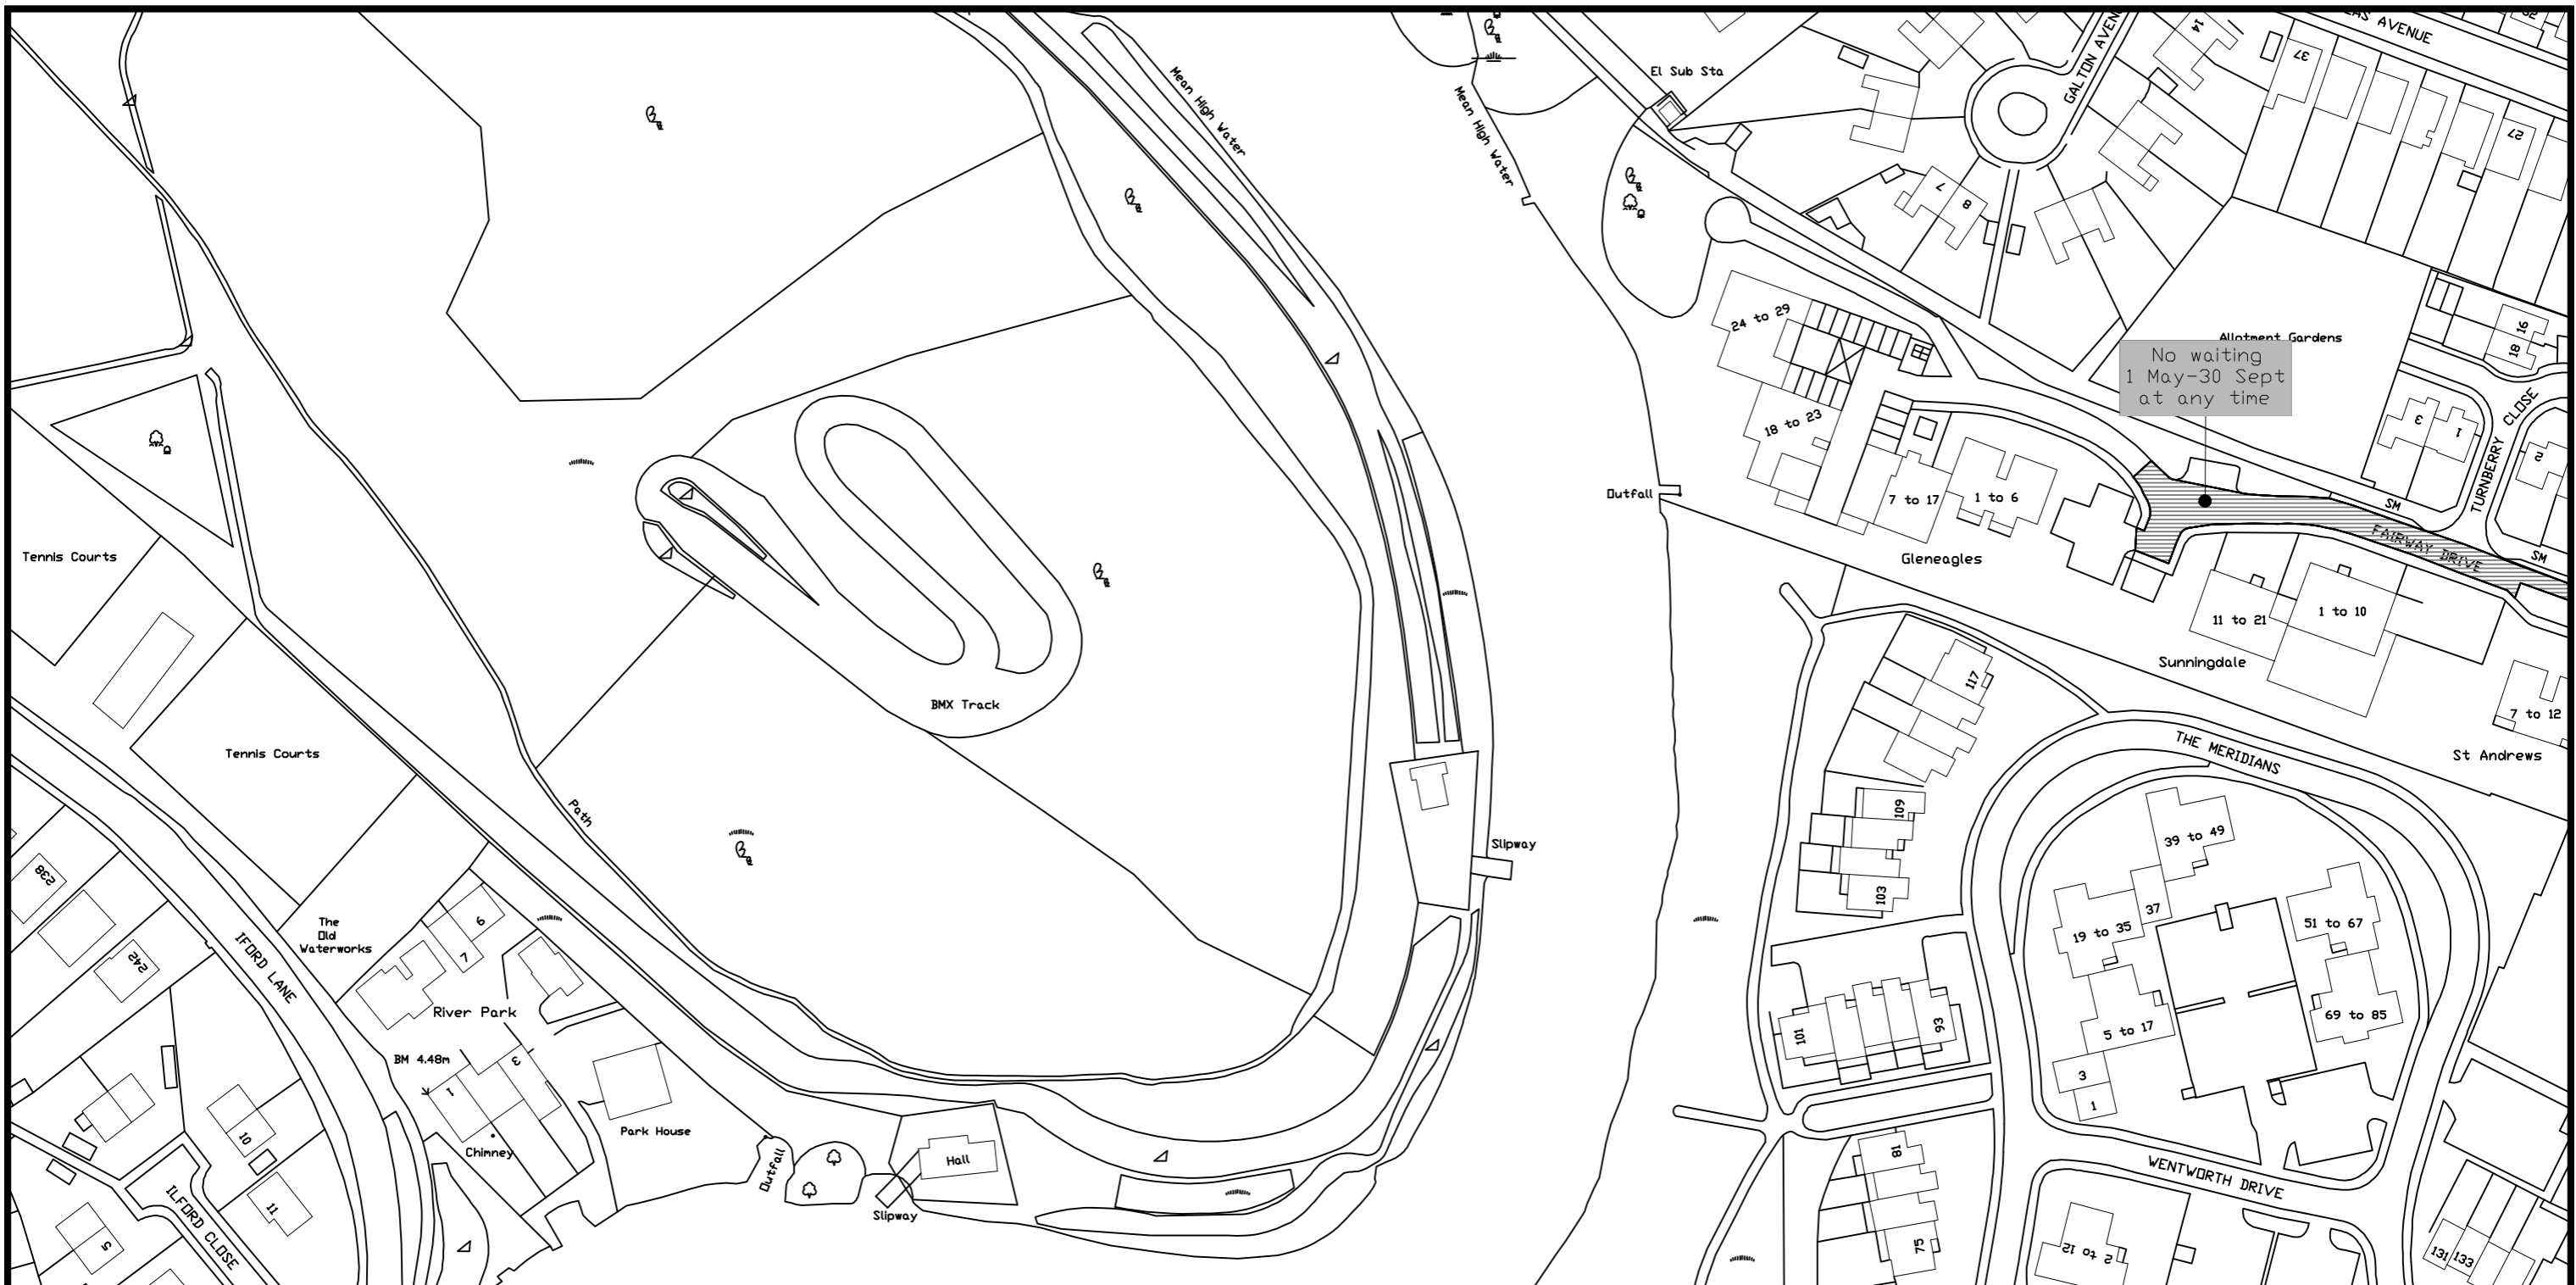 El Sub Sta
Mean High Water
Mean High Water
GALTON AVEN
AS AVENUE
14
37
27
7
8
24 to 29
18 to 23
Allotment Gardens
No waiting
1 May-30 Sept
at any time
16
18
3
1
2
TURNBERRY CLOSE
SM
FAIRWAY DRIVE
SM
Outfall
7 to 17
1 to 6
Gleneagles
11 to 21
1 to 10
Sunningdale
7 to 12
St Andrews
Tennis Courts
Tennis Courts
BMX Track
Path
117
109
103
THE MERIDIANS
39 to 49
37
19 to 35
51 to 67
5 to 17
69 to 85
3
1
101
93
Slipway
238
242
IFORD LANE
The
Old
Waterworks
6
7
River Park
BM 4.48m
1
3
Chimney
Park House
10
11
5
ILFORD CLOSE
Outfall
Hall
Slipway
81
75
WENTWORTH DRIVE
2 to 12
131
133